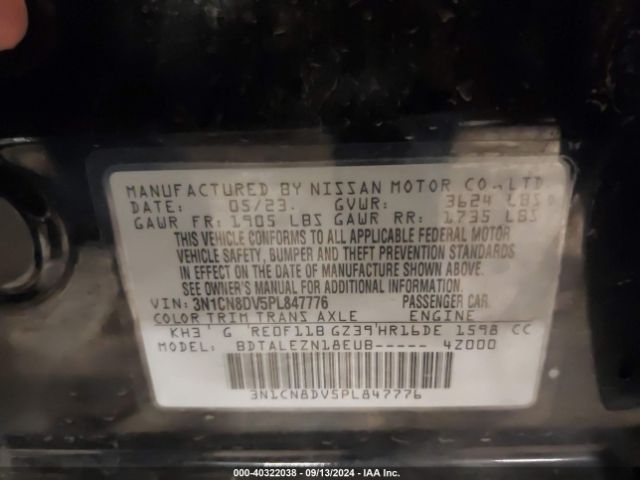 MANUFACTURED BY NISSAN MOTOR CO.,LTD.
DATE: 05/23. GVWR: 3624 LBS
GAWR FR: 1905 LBS GAWR RR: 1735 LBS
THIS VEHICLE CONFORMS TO ALL APPLICABLE FEDERAL MOTOR
VEHICLE SAFETY, BUMPER AND THEFT PREVENTION STANDARDS
IN EFFECT ON THE DATE OF MANUFACTURE SHOWN ABOVE.
SEE OWNER'S MANUAL FOR ADDITIONAL INFORMATION.
VIN: 3N1CN8DV5PL847776 PASSENGER CAR
COLOR TRIM TRANS AXLE ENGINE
KH3 G RE0F11B GZ39 HR16DE 1598 CC
MODEL: BDTALEZN18EUB----- 4Z000
3N1CN8DV5PL847776
000-40322038 - 09/13/2024 - IAA Inc.